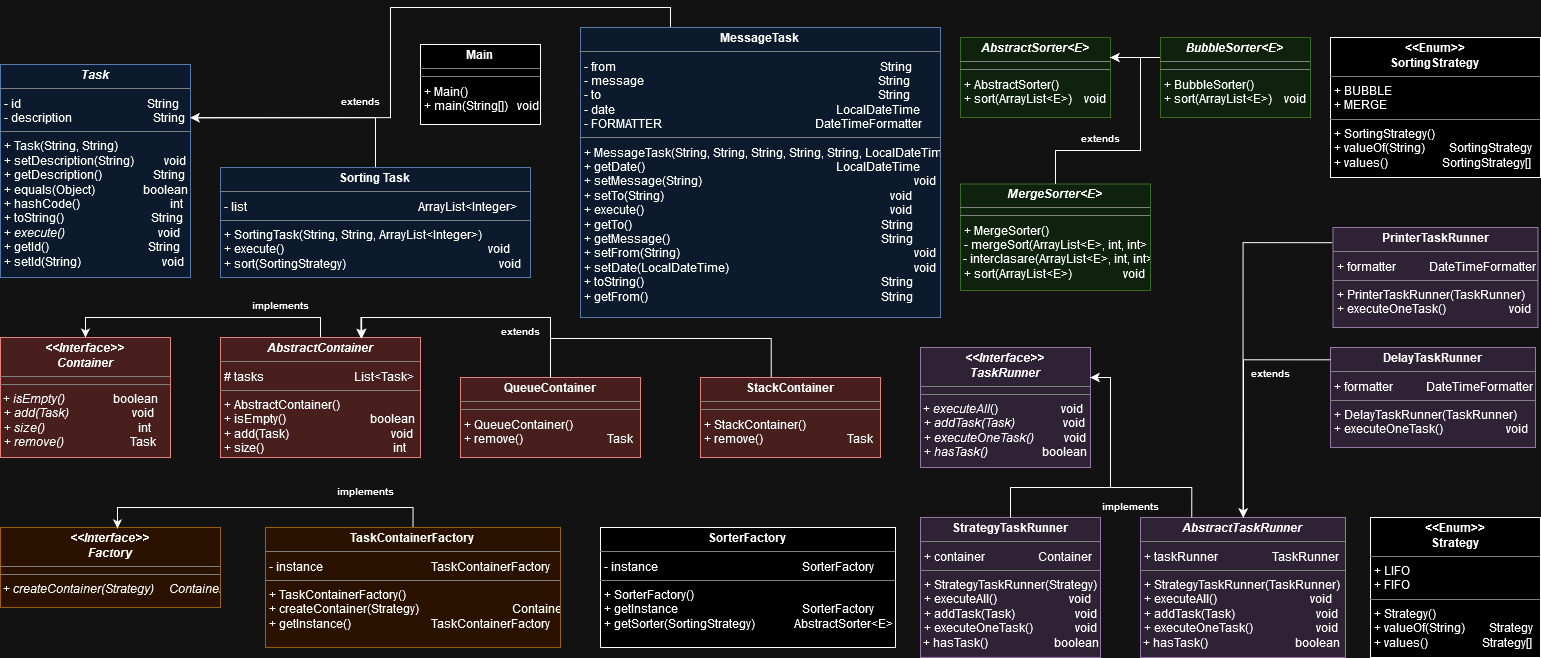 Task
- id String
- description String
+ Task(String, String)
+ setDescription(String) void
+ getDescription() String
+ equals(Object) boolean
+ hashCode() int
+ toString() String
+ execute() void
+ getId() String
+ setId(String) void
extends
Main
+ Main()
+ main(String[]) void
Sorting Task
- list ArrayList<Integer>
+ SortingTask(String, String, ArrayList<Integer>)
+ execute() void
+ sort(SortingStrategy) void
MessageTask
- from String
- message String
- to String
- date LocalDateTime
- FORMATTER DateTimeFormatter
+ MessageTask(String, String, String, String, String, LocalDateTim
+ getDate() LocalDateTime
+ setMessage(String) void
+ setTo(String) void
+ execute() void
+ getTo() String
+ getMessage() String
+ setFrom(String) void
+ setDate(LocalDateTime) void
+ toString() String
+ getFrom() String
AbstractSorter<E>
+ AbstractSorter()
+ sort(ArrayList<E>) void
BubbleSorter<E>
+ BubbleSorter()
+ sort(ArrayList<E>) void
extends
MergeSorter<E>
+ MergeSorter()
- mergeSort(ArrayList<E>, int, int>
- interclasare(ArrayList<E>, int, int>
+ sort(ArrayList<E>) void
<<Enum>>
SortingStrategy
+ BUBBLE
+ MERGE
+ SortingStrategy()
+ valueOf(String) SortingStrategy
+ values() SortingStrategy[]
PrinterTaskRunner
+ formatter DateTimeFormatter
+ PrinterTaskRunner(TaskRunner)
+ executeOneTask() void
DelayTaskRunner
+ formatter DateTimeFormatter
+ DelayTaskRunner(TaskRunner)
+ executeOneTask() void
extends
implements
<<Interface>>
Container
+ isEmpty() boolean
+ add(Task) void
+ size() int
+ remove() Task
AbstractContainer
# tasks List<Task>
+ AbstractContainer()
+ isEmpty() boolean
+ add(Task) void
+ size() int
extends
QueueContainer
+ QueueContainer()
+ remove() Task
StackContainer
+ StackContainer()
+ remove() Task
<<Interface>>
TaskRunner
+ executeAll() void
+ addTask(Task) void
+ executeOneTask() void
+ hasTask() boolean
implements
<<Interface>>
Factory
+ createContainer(Strategy) Containe
implements
TaskContainerFactory
- instance TaskContainerFactory
+ TaskContainerFactory()
+ createContainer(Strategy) Containe
+ getInstance() TaskContainerFactory
SorterFactory
- instance SorterFactory
+ SorterFactory()
+ getInstance SorterFactory
+ getSorter(SortingStrategy) AbstractSorter<E>
StrategyTaskRunner
+ container Container
+ StrategyTaskRunner(Strategy)
+ executeAll() void
+ addTask(Task) void
+ executeOneTask() void
+ hasTask() boolean
AbstractTaskRunner
+ taskRunner TaskRunner
+ StrategyTaskRunner(TaskRunner)
+ executeAll() void
+ addTask(Task) void
+ executeOneTask() void
+ hasTask() boolean
<<Enum>>
Strategy
+ LIFO
+ FIFO
+ Strategy()
+ valueOf(String) Strategy
+ values() Strategy[]